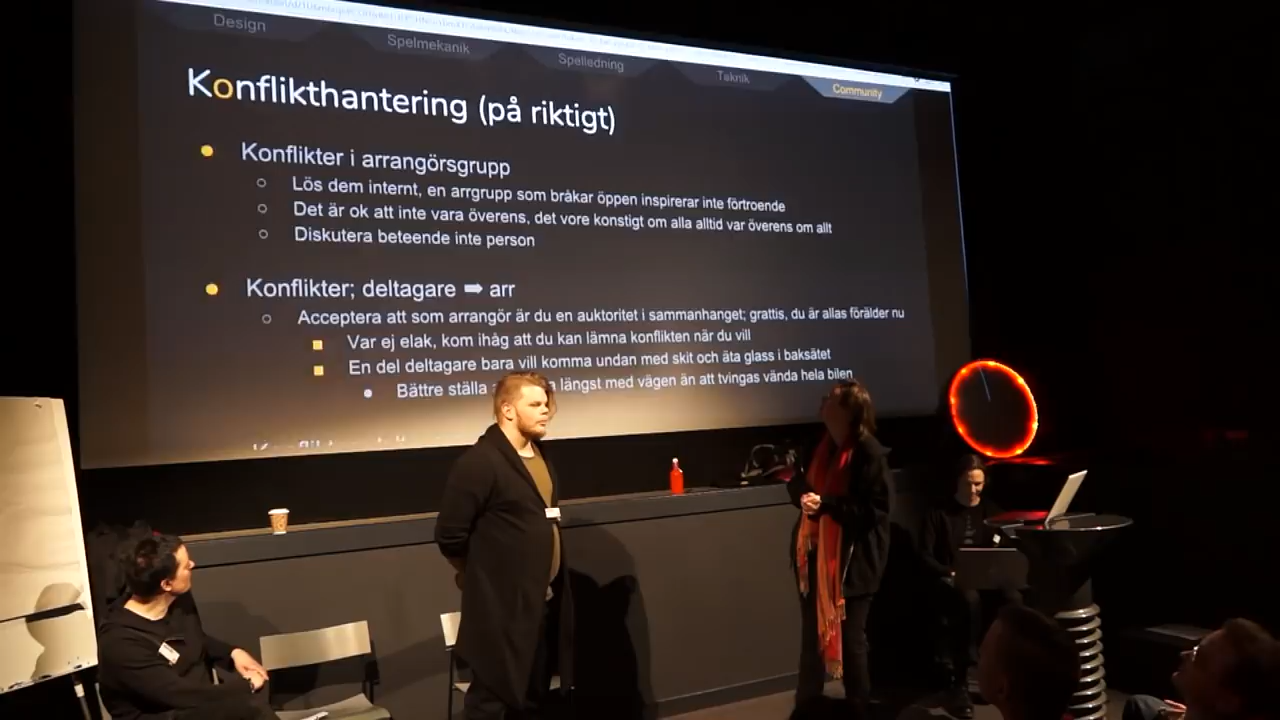 Design
Spelmekanik
Spelledning
Teknik
Community
Konflikthantering (på riktigt)
Konflikter i arrangörsgrupp
Lös dem internt, en arrgrupp som bråkar öppen inspirerar inte förtroende
Det är ok att inte vara överens, det vore konstigt om alla alltid var överens om allt
Diskutera beteende inte person
Konflikter; deltagare ➡ arr
Acceptera att som arrangör är du en auktoritet i sammanhanget; grattis, du är allas förälder nu
Var ej elak, kom ihåg att du kan lämna konflikten när du vill
En del deltagare bara vill komma undan med skit och äta glass i baksätet
Bättre ställa längst med vägen än att tvingas vända hela bilen